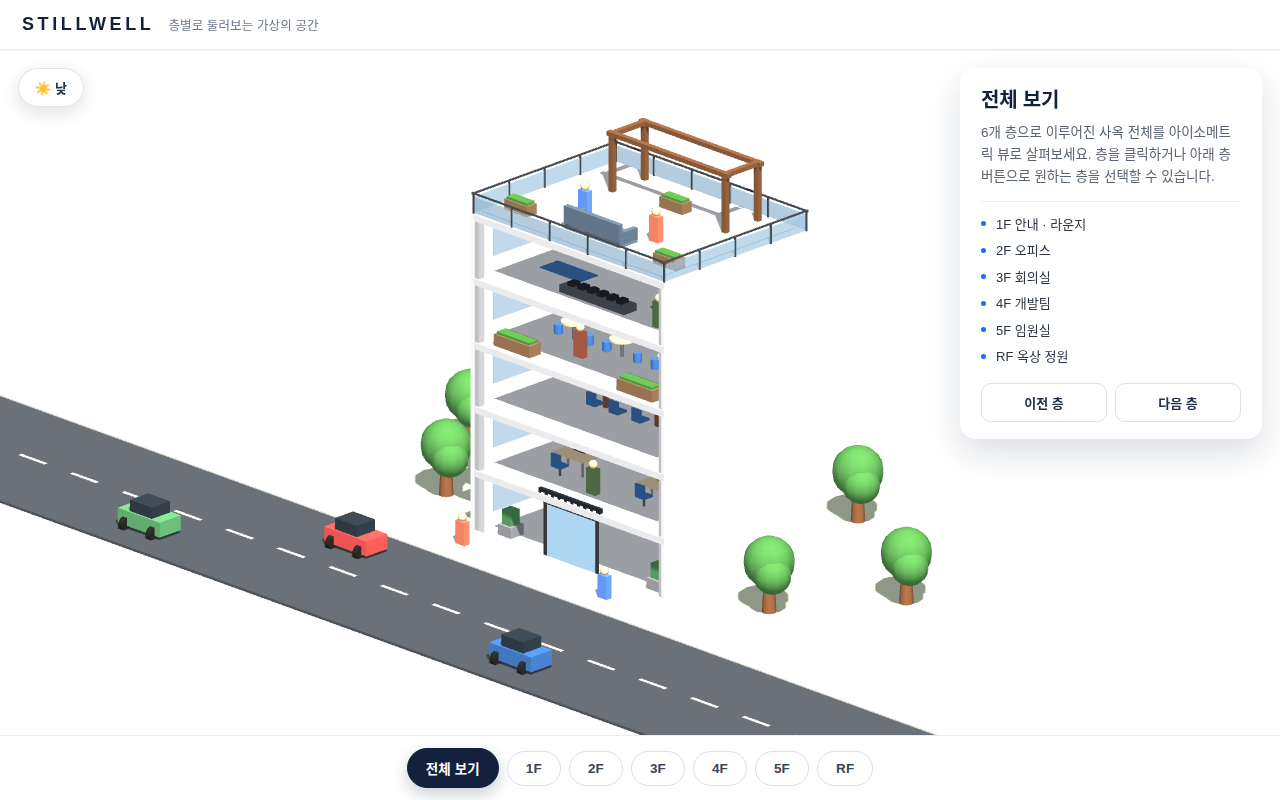 STILLWELL 층별로 둘러보는 가상의 공간
☀️ 낮
전체 보기
6개 층으로 이루어진 사옥 전체를 아이소메트
릭 뷰로 살펴보세요. 층을 클릭하거나 아래 층
버튼으로 원하는 층을 선택할 수 있습니다.
1F 안내 · 라운지
2F 오피스
3F 회의실
4F 개발팀
5F 임원실
RF 옥상 정원
이전 층 다음 층
전체 보기 1F 2F 3F 4F 5F RF